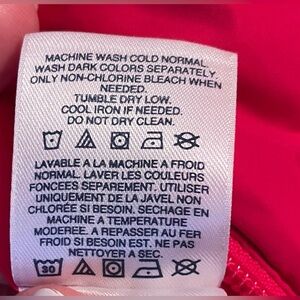 MACHINE WASH COLD NORMAL.
WASH DARK COLORS SEPARATELY.
ONLY NON-CHLORINE BLEACH WHEN
NEEDED.
TUMBLE DRY LOW.
COOL IRON IF NEEDED.
DO NOT DRY CLEAN.
LAVABLE A LA MACHINE A FROID
NORMAL. LAVER LES COULEURS
FONCEES SEPAREMENT. UTILISER
UNIQUEMENT DE LA JAVEL NON
CHLORÉE SI BESOIN. SECHAGE EN
MACHINE A TEMPERATURE
MODEREE. A REPASSER AU FER
FROID SI BESOIN EST. NE PAS
NETTOYER A SEC.
30